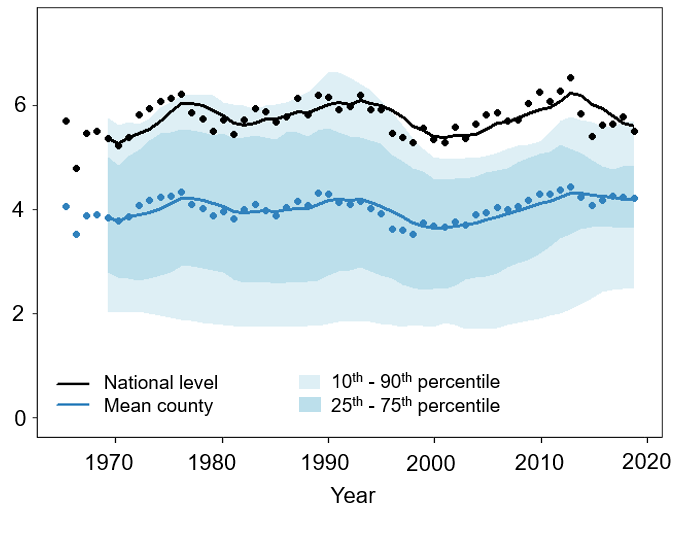 6
4
2
0
National level
Mean county
10th - 90th percentile
25th - 75th percentile
1970 1980 1990 2000 2010 2020
Year